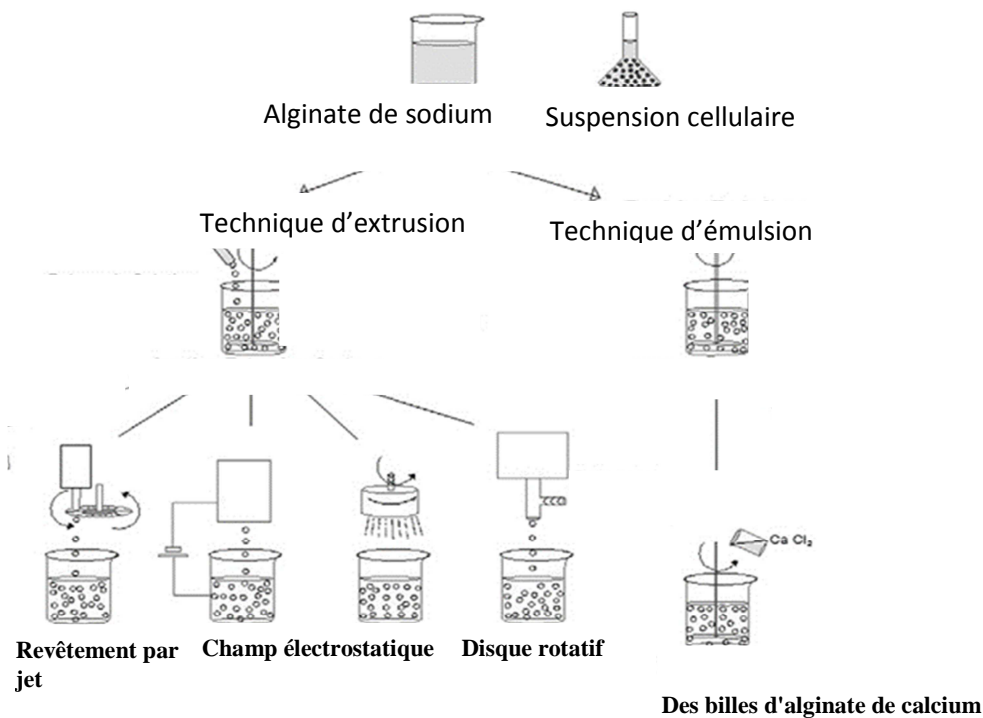 Alginate de sodium
Suspension cellulaire
Technique d’extrusion
Technique d’émulsion
Ca Cl₂
Revêtement par jet
Champ électrostatique
Disque rotatif
Des billes d'alginate de calcium